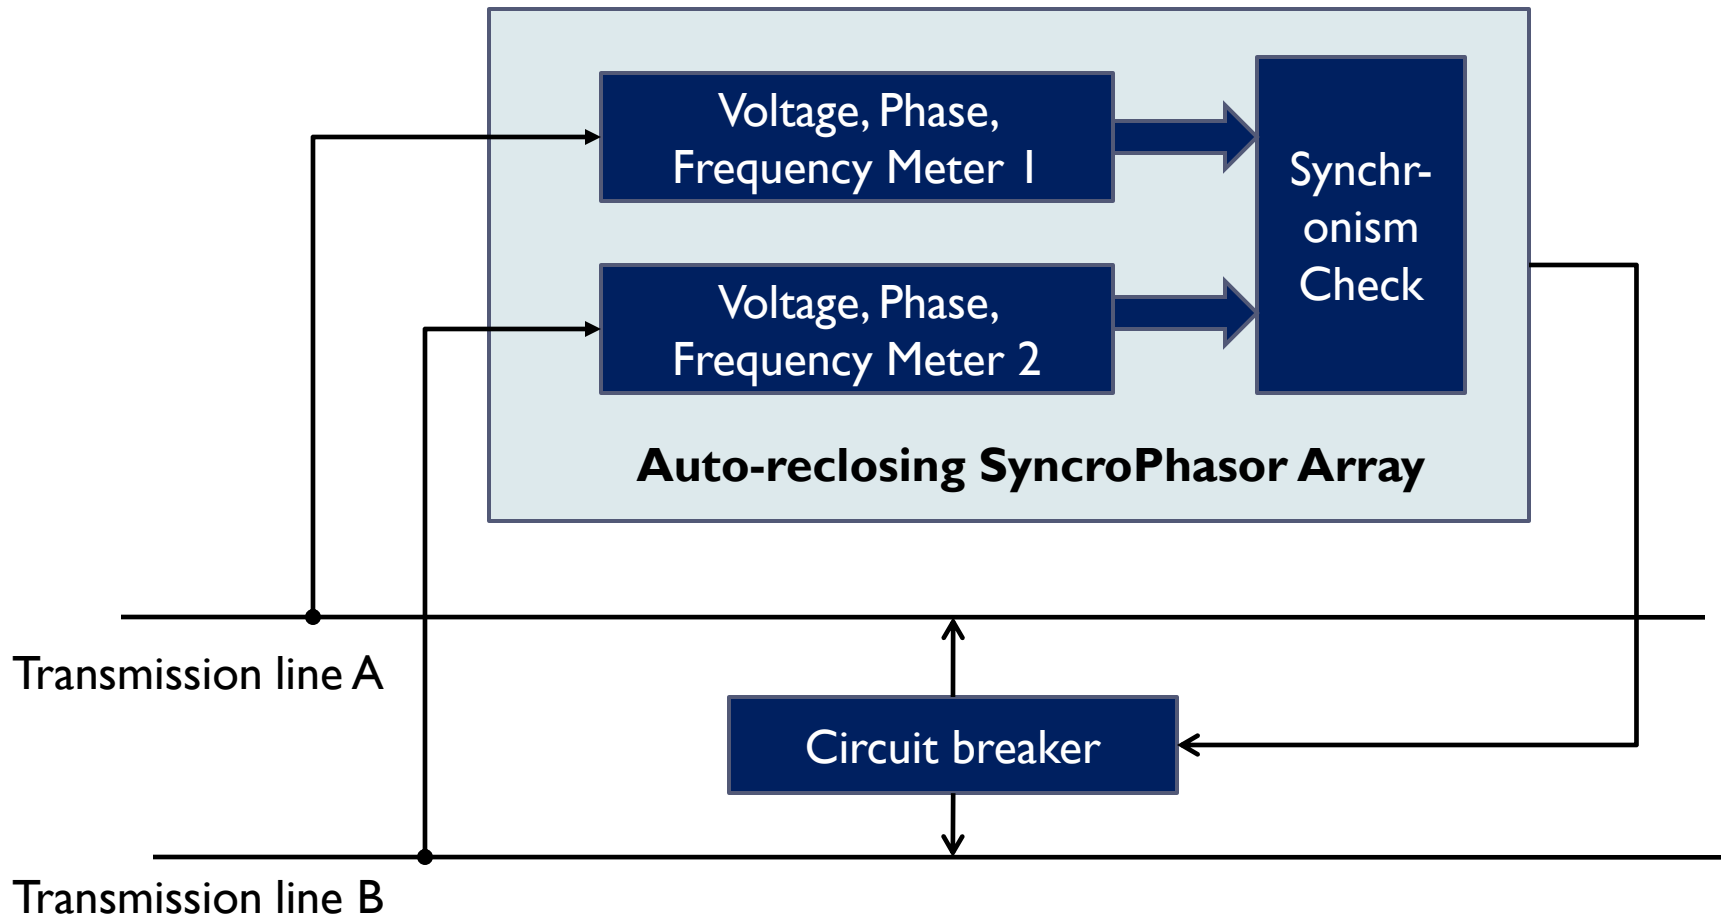 Voltage, Phase,
Frequency Meter 1
Synchr-
onism
Check
Voltage, Phase,
Frequency Meter 2
Auto-reclosing SyncroPhasor Array
Transmission line A
Circuit breaker
Transmission line B